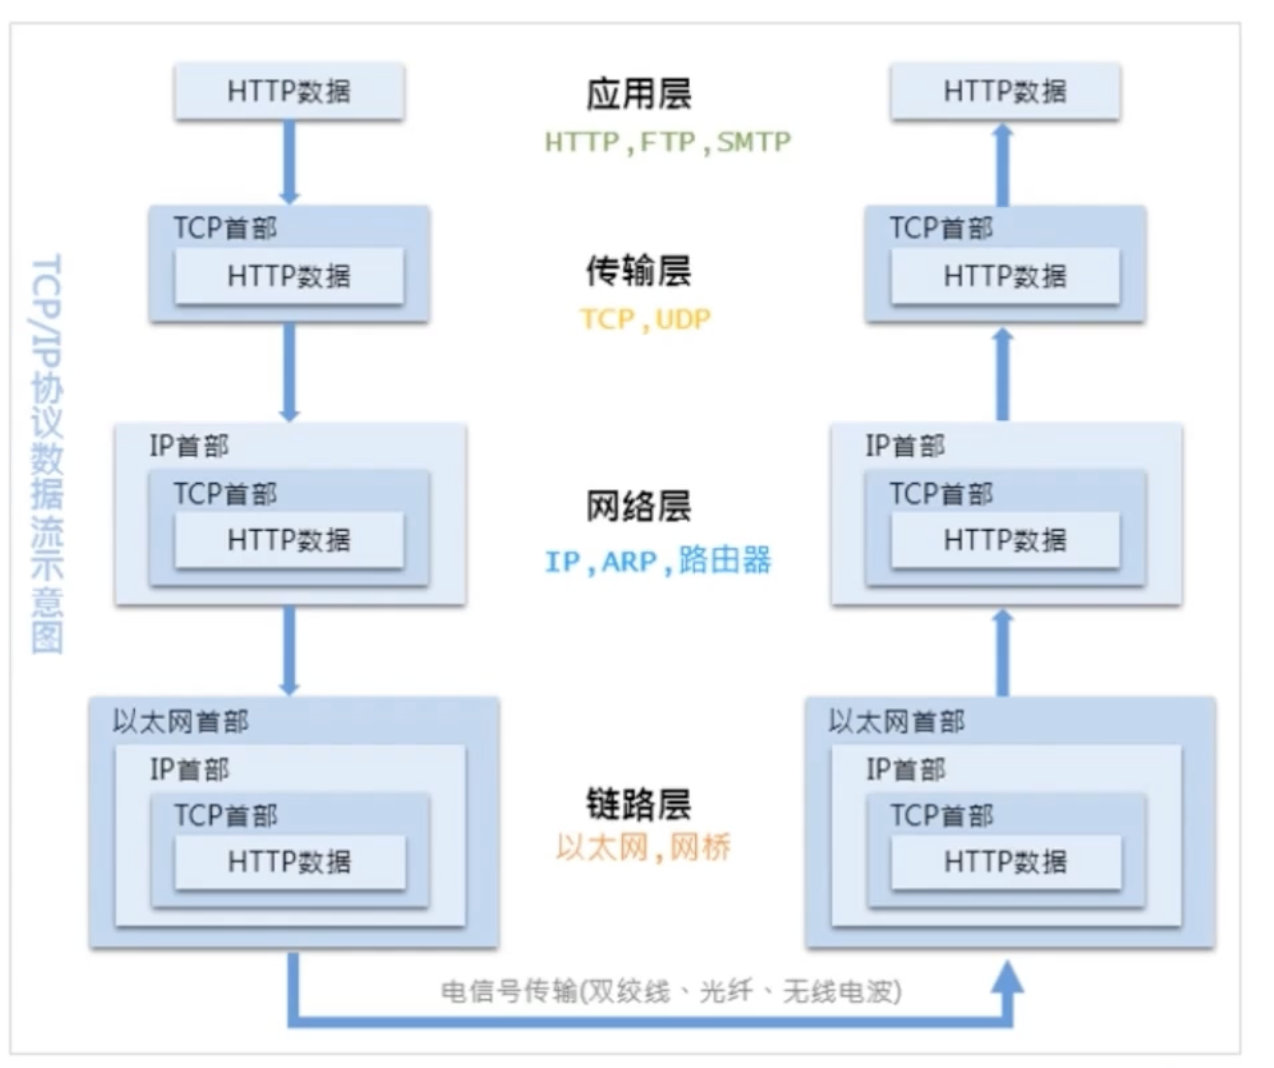 TCP/IP协议数据流示意图
HTTP数据
应用层
HTTP数据
HTTP,FTP,SMTP
TCP首部
HTTP数据
传输层
TCP,UDP
TCP首部
HTTP数据
IP首部
TCP首部
HTTP数据
网络层
IP,ARP,路由器
IP首部
TCP首部
HTTP数据
以太网首部
IP首部
TCP首部
HTTP数据
链路层
以太网,网桥
以太网首部
IP首部
TCP首部
HTTP数据
电信号传输(双绞线、光纤、无线电波)